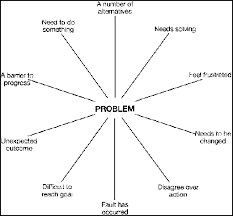 A number of
alternatives
Need to do
something
Needs solving
A barrier to
progress
Feel frustrated
PROBLEM
Unexpected
outcome
Needs to be
changed
Difficult to
reach goal
Disagree over
action
Fault has
occurred